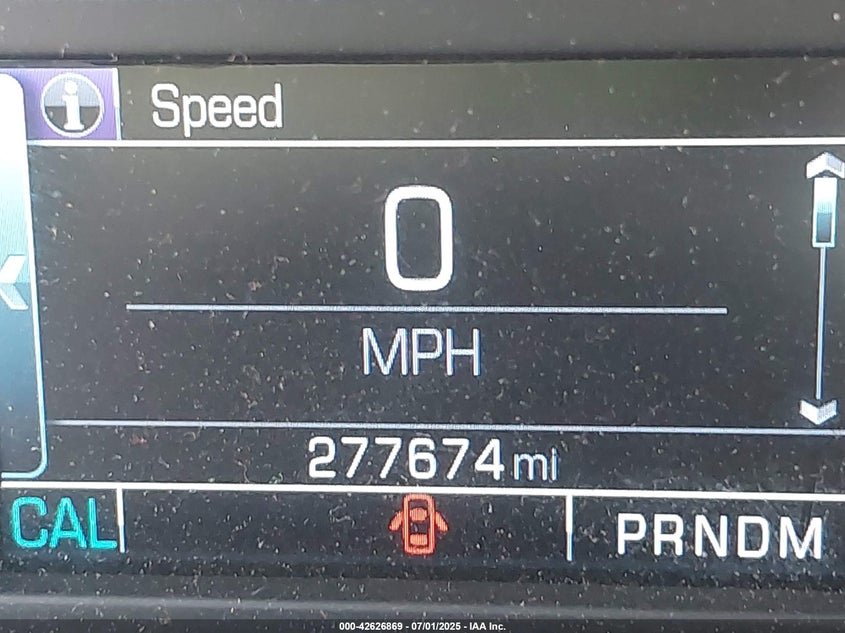 Speed
0
MPH
277674 mi
CAL
PRNDM
000-42626869 - 07/01/2025 - IAA Inc.